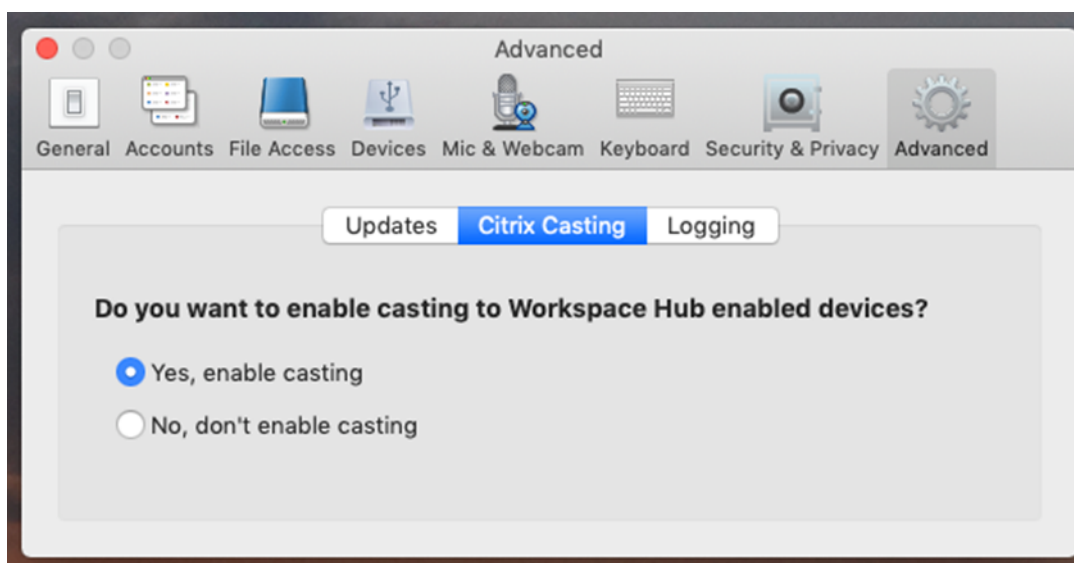 Advanced
General Accounts File Access Devices Mic & Webcam Keyboard Security & Privacy Advanced
Updates Citrix Casting Logging
Do you want to enable casting to Workspace Hub enabled devices?
Yes, enable casting
No, don't enable casting